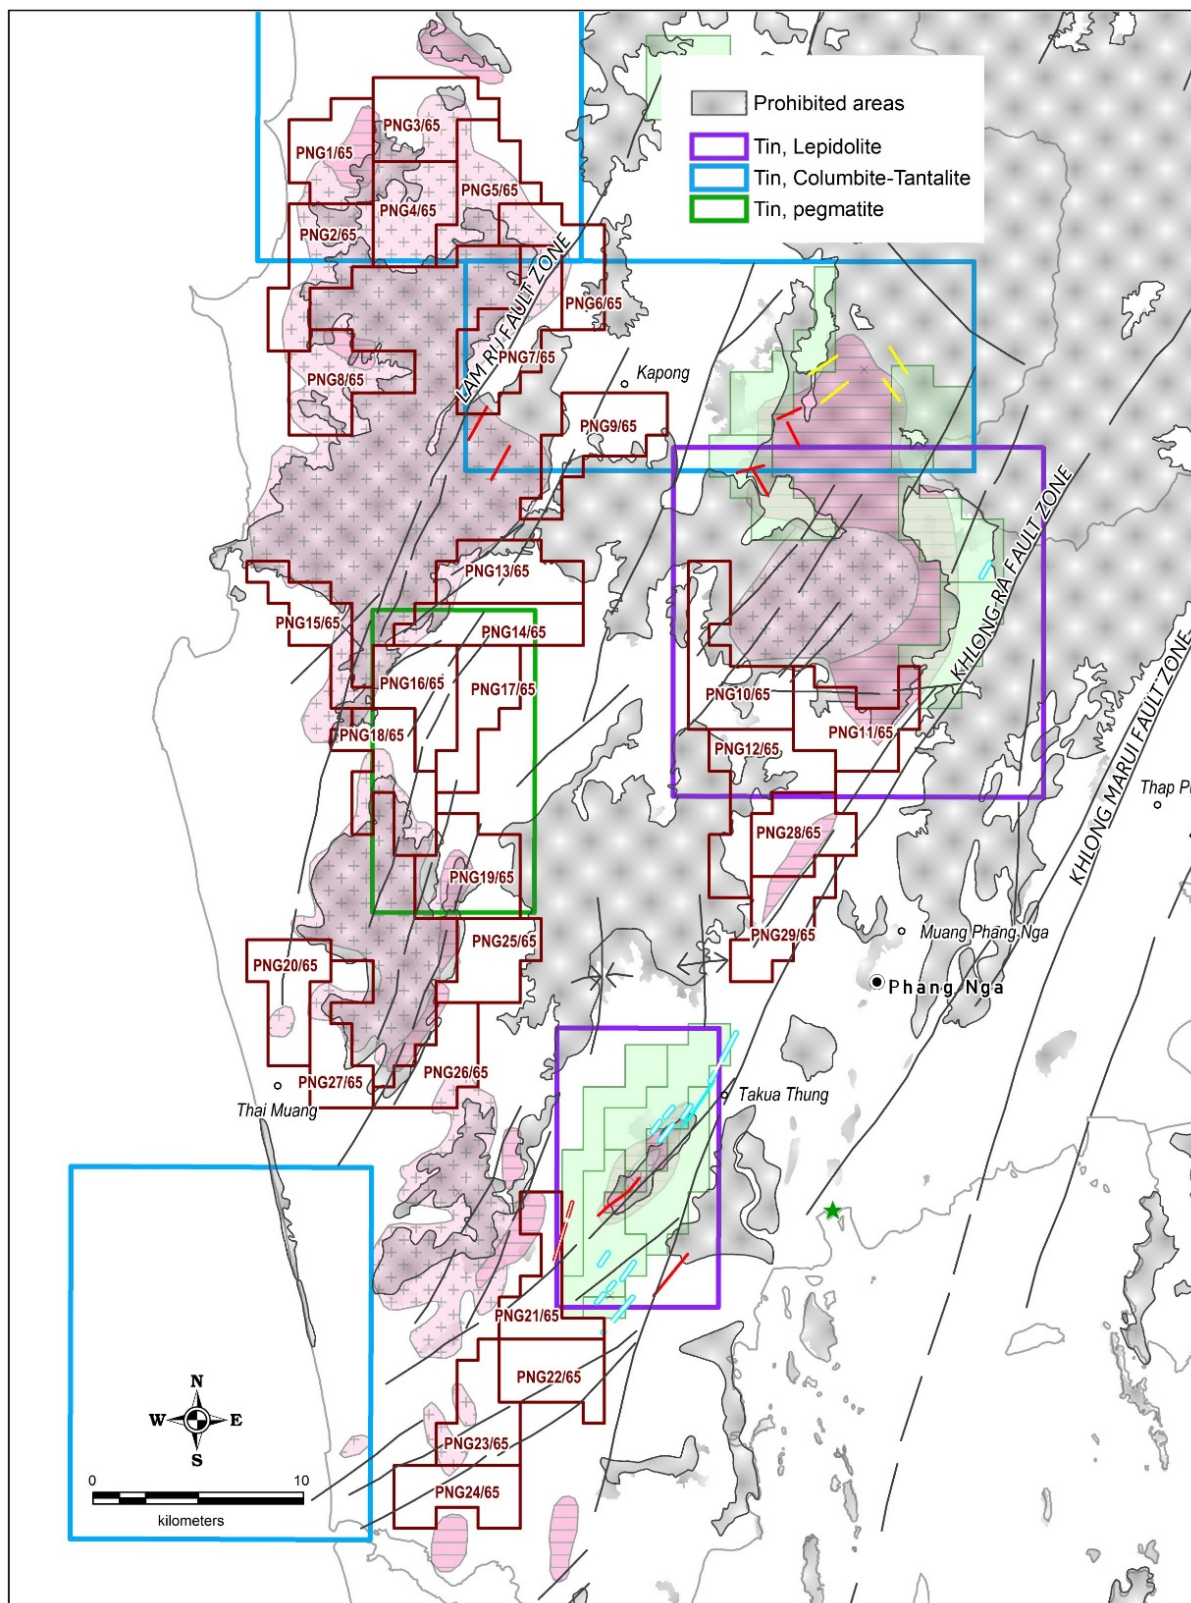 Prohibited areas
Tin, Lepidolite
Tin, Columbite-Tantalite
Tin, pegmatite
PNG3/65
PNG1/65
PNG5/65
PNG4/65
PNG2/65
LAM RU FAULT ZONE
PNG6/65
PNG7/65
Kapong
PNG8/65
PNG9/65
KHLONG RA FAULT ZONE
PNG13/65
PNG15/65
PNG14/65
PNG16/65
PNG17/65
PNG10/65
PNG11/65
PNG18/65
PNG12/65
KHLONG MARUI FAULT ZONE
PNG28/65
PNG19/65
PNG25/65
PNG29/65
Muang Phang Nga
PNG20/65
Phang Nga
PNG26/65
PNG27/65
Thai Muang
Takua Thung
PNG21/65
PNG22/65
PNG23/65
PNG24/65
N
W E
S
0 10
kilometers